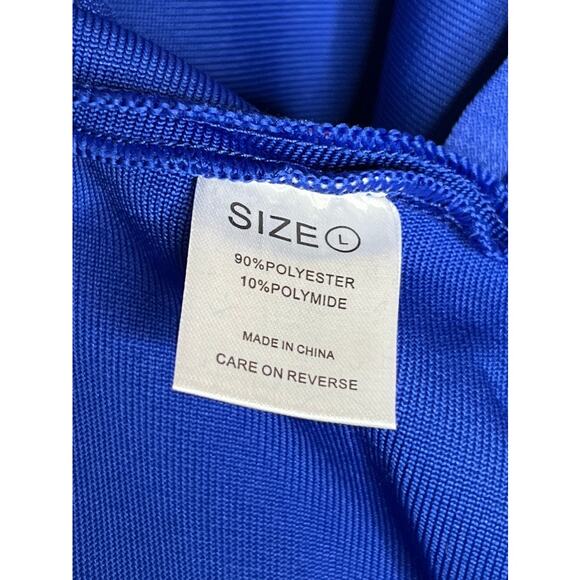 SIZE L
90%POLYESTER
10%POLYMIDE
MADE IN CHINA
CARE ON REVERSE